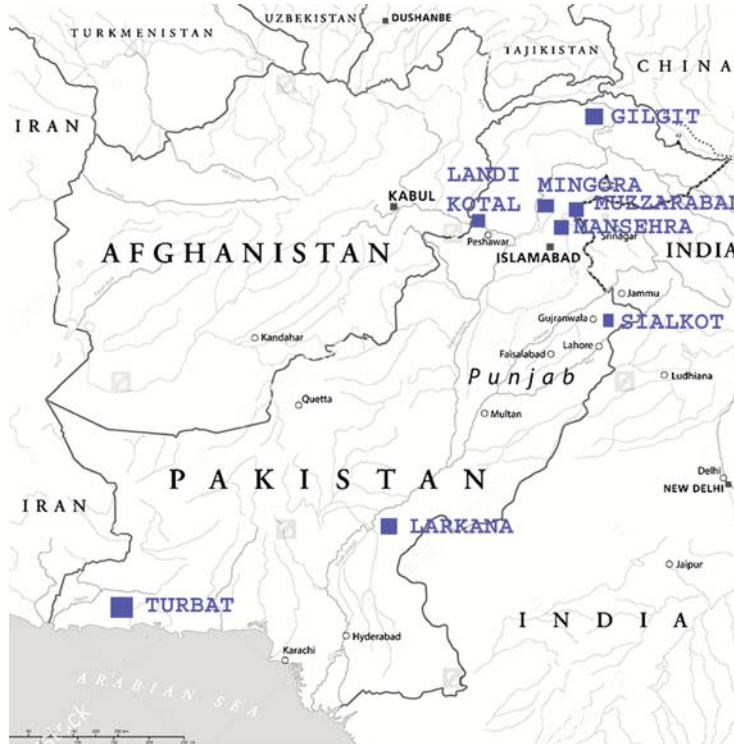 UZBEKISTAN
DUSHANBE
TURKMENISTAN
TAJIKISTAN
CHINA
IRAN
GILGIT
LANDI
KOTAL
MINGORA
MUZZARABAD
KABUL
MANSEHRA
Peshawar
Srinagar
ISLAMABAD
INDIA
AFGHANISTAN
Jammu
Gujranwala
SIALKOT
Kandahar
Lahore
Faisalabad
Punjab
Ludhiana
Quetta
Multan
Delhi
PAKISTAN
NEW DELHI
IRAN
LARKANA
Jaipur
TURBAT
INDIA
Hyderabad
Karachi
ARABIAN SEA